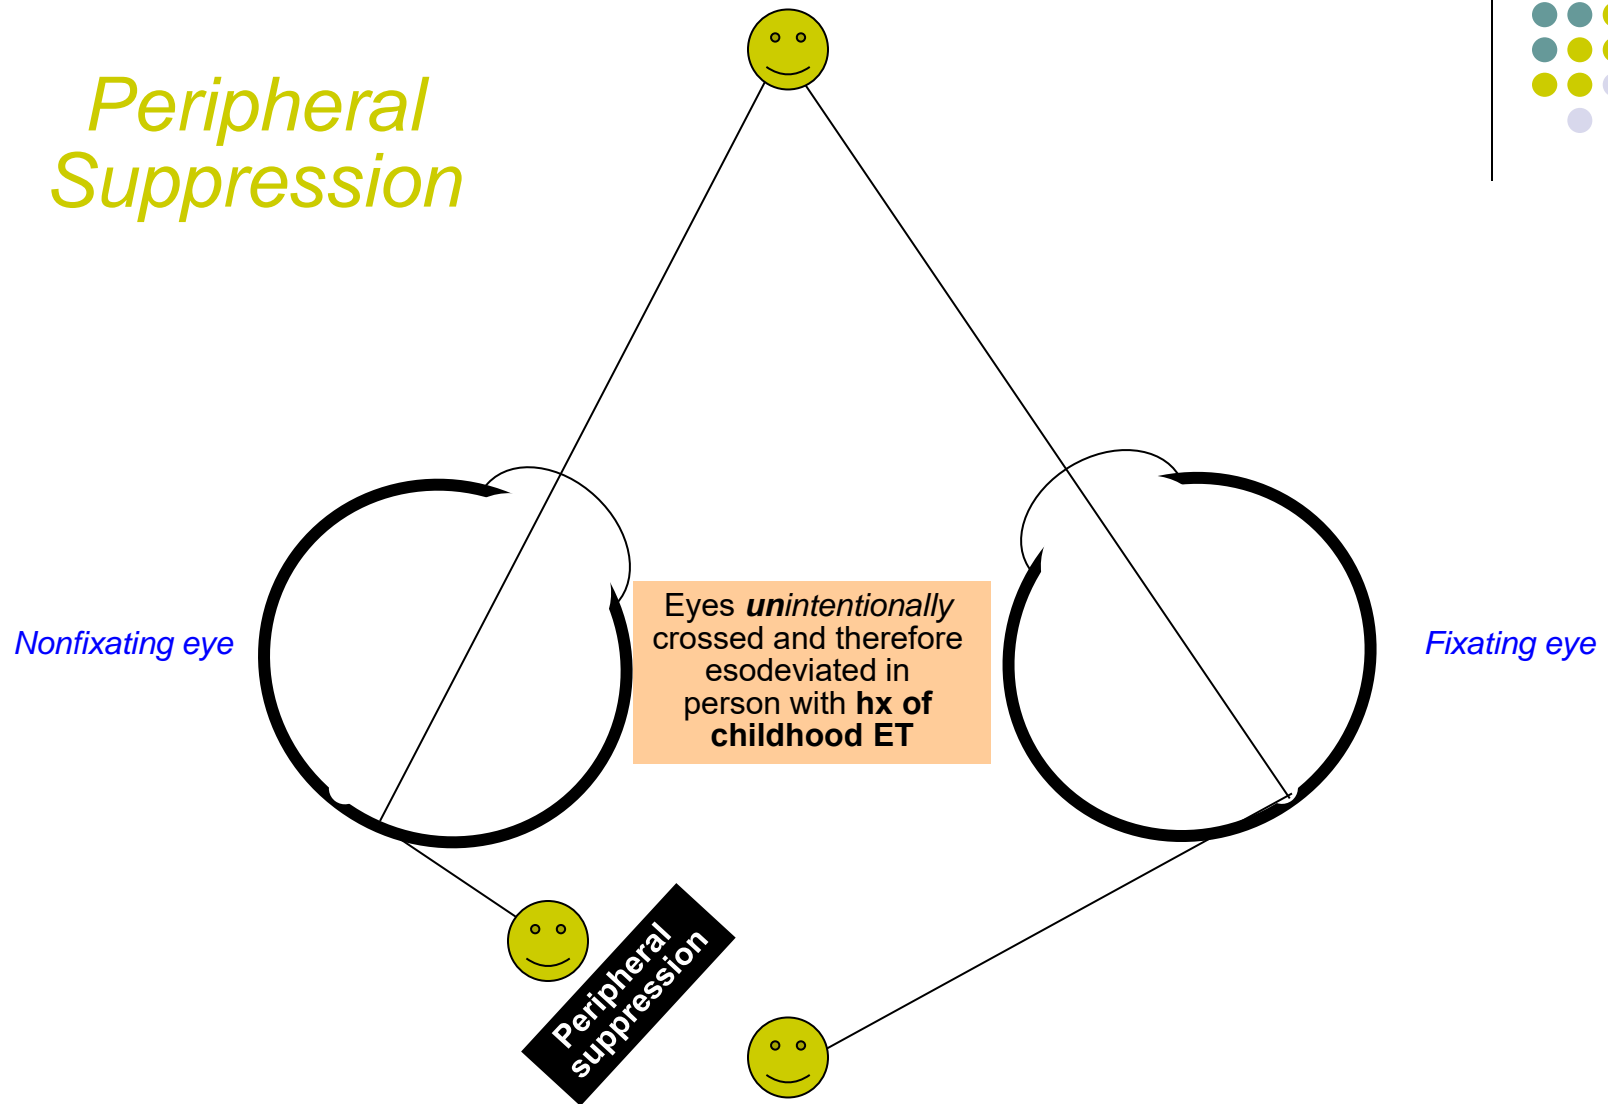 Peripheral
Suppression
Nonfixating eye
Eyes unintentionally
crossed and therefore
esodeviated in
person with hx of
childhood ET
Fixating eye
Peripheral
suppression